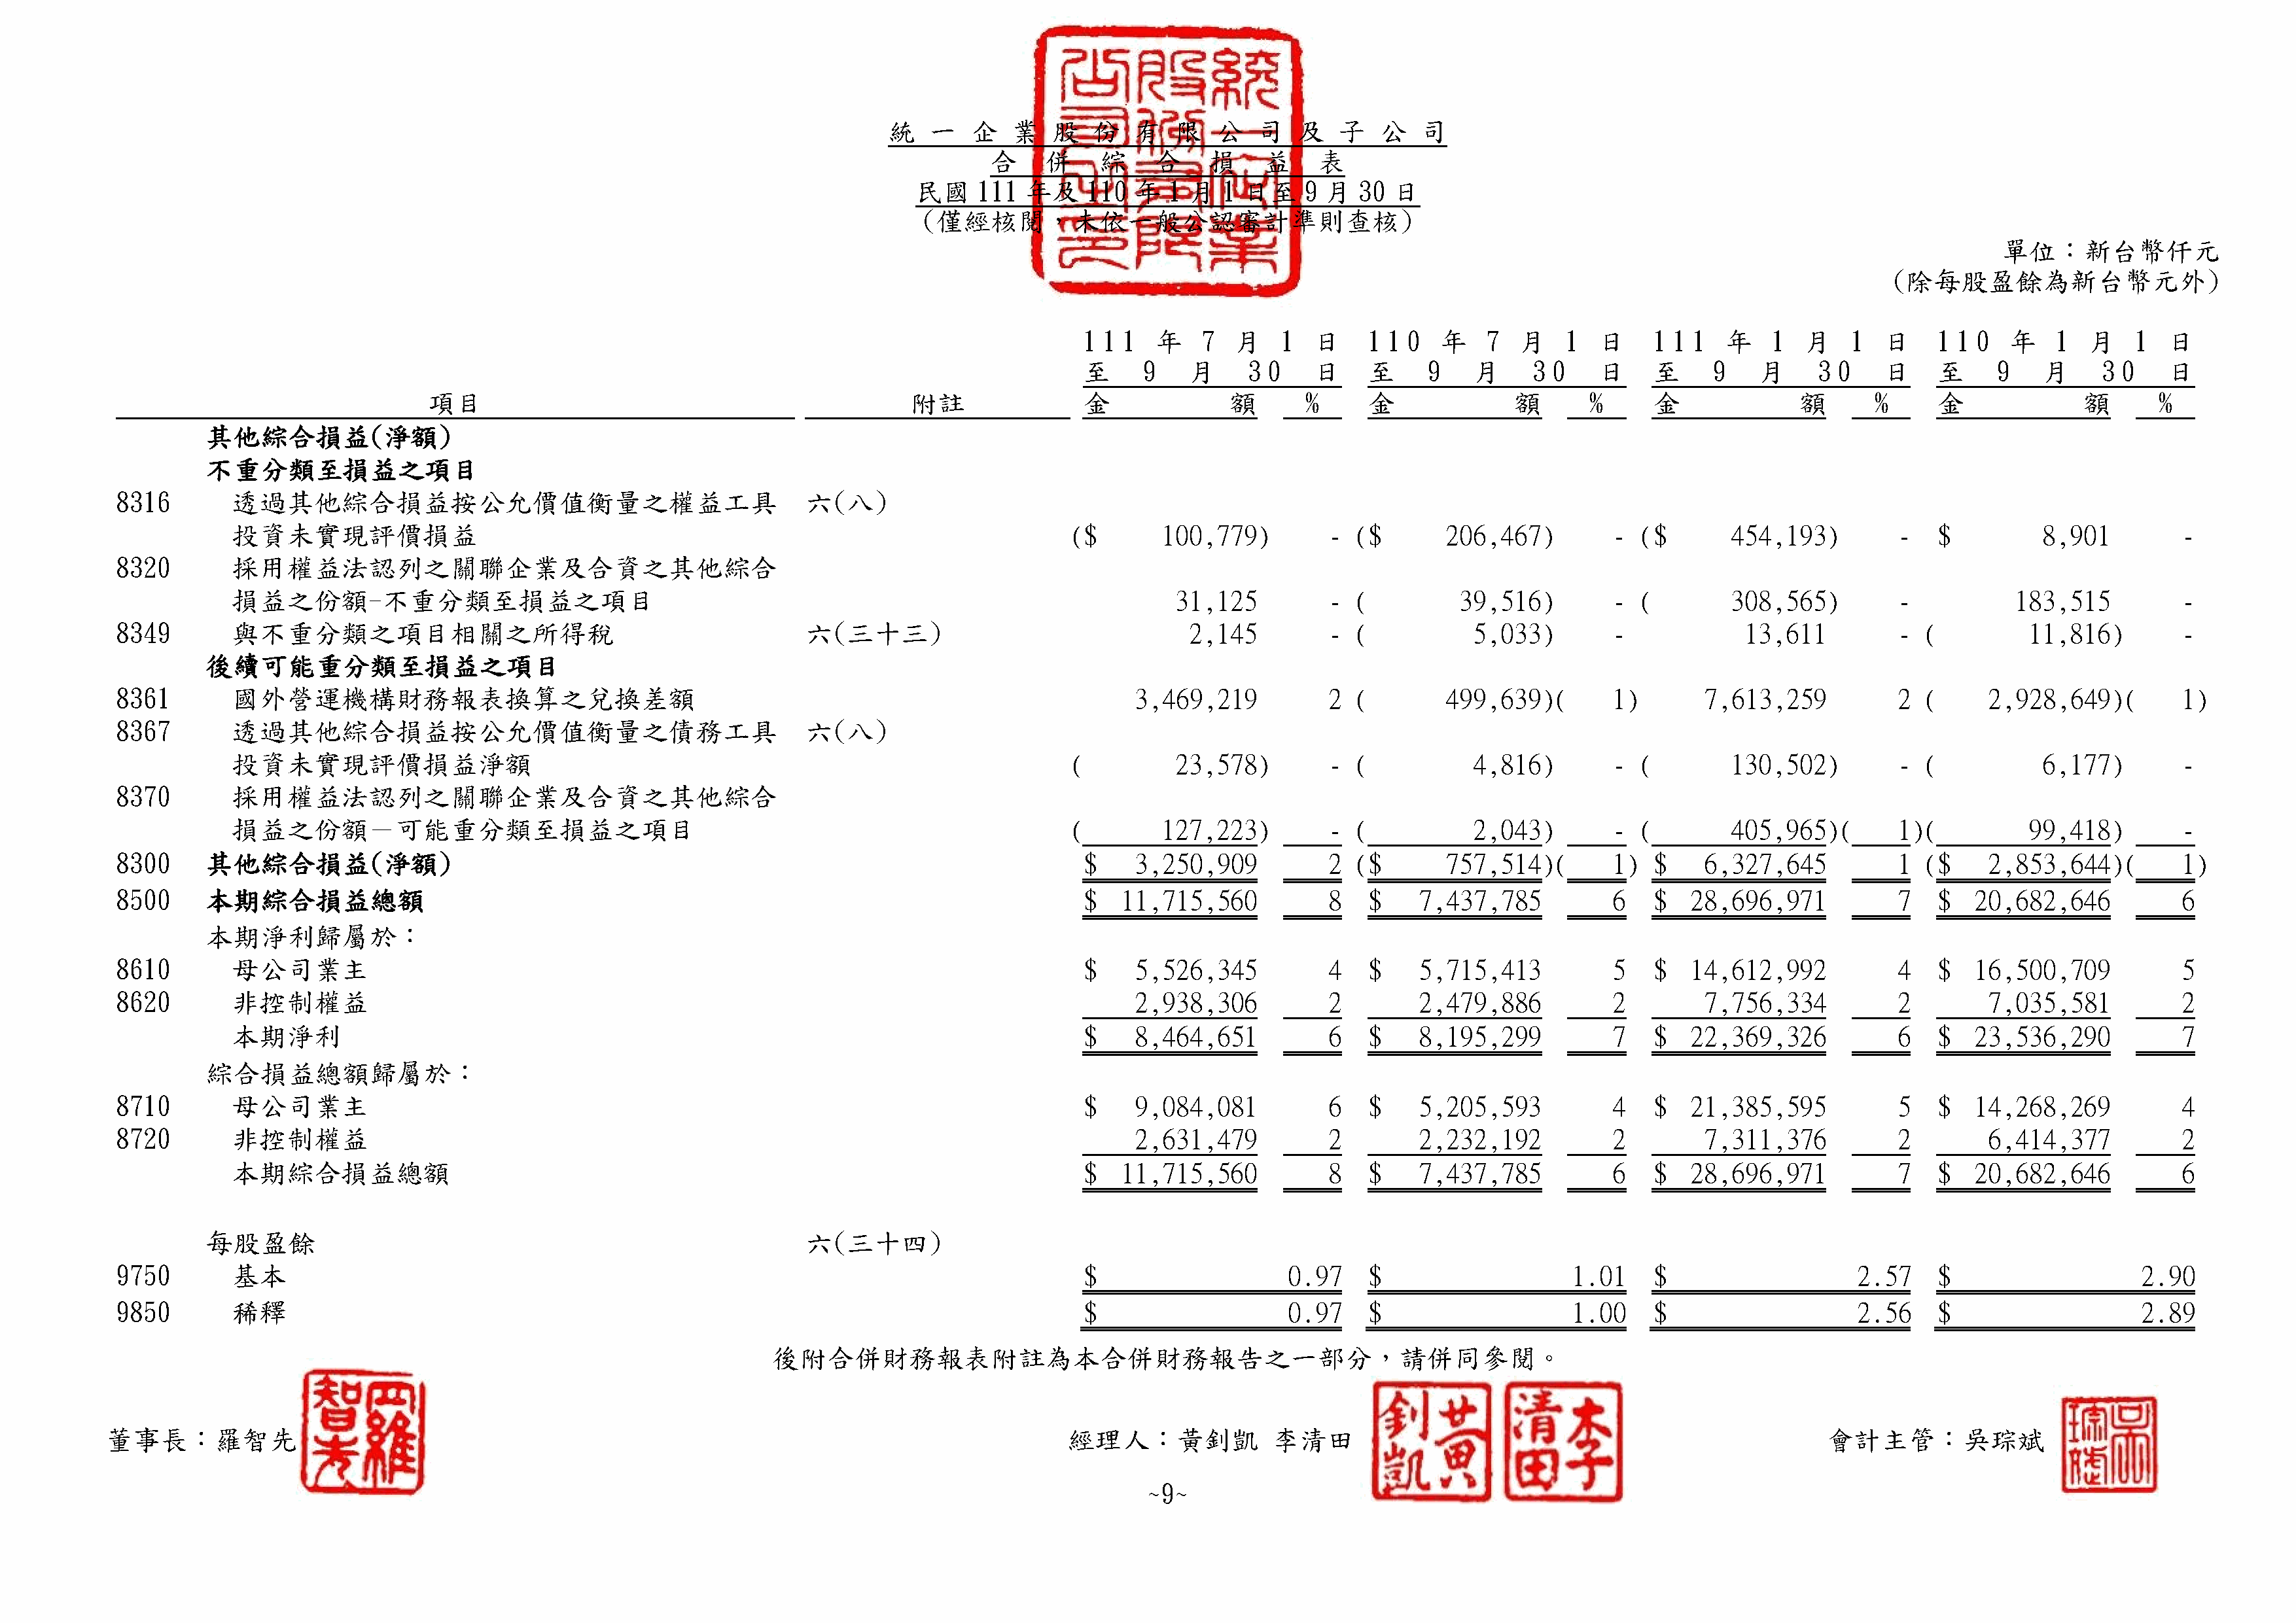 統一企業股份有限公司及子公司
合併綜合損益表
民國 111 年及 110 年 1 月 1 日至 9 月 30 日
(僅經核閱，未依一般公認審計準則查核)
單位：新台幣仟元
(除每股盈餘為新台幣元外)
111 年 7 月 1 日 110 年 7 月 1 日 111 年 1 月 1 日 110 年 1 月 1 日
至 9 月 30 日 至 9 月 30 日 至 9 月 30 日 至 9 月 30 日
項目 附註 金額 % 金額 % 金額 % 金額 %
其他綜合損益(淨額)
不重分類至損益之項目
8316 透過其他綜合損益按公允價值衡量之權益工具 六(八)
投資未實現評價損益 ($ 100,779) - ($ 206,467) - ($ 454,193) - $ 8,901 -
8320 採用權益法認列之關聯企業及合資之其他綜合
損益之份額-不重分類至損益之項目 31,125 - ( 39,516) - ( 308,565) - 183,515 -
8349 與不重分類之項目相關之所得稅 六(三十三) 2,145 - ( 5,033) - 13,611 - ( 11,816) -
後續可能重分類至損益之項目
8361 國外營運機構財務報表換算之兌換差額 3,469,219 2 ( 499,639)( 1) 7,613,259 2 ( 2,928,649)( 1)
8367 透過其他綜合損益按公允價值衡量之債務工具 六(八)
投資未實現評價損益淨額 ( 23,578) - ( 4,816) - ( 130,502) - ( 6,177) -
8370 採用權益法認列之關聯企業及合資之其他綜合
損益之份額－可能重分類至損益之項目 ( 127,223) - ( 2,043) - ( 405,965)( 1)( 99,418) -
8300 其他綜合損益(淨額) $ 3,250,909 2 ($ 757,514)( 1) $ 6,327,645 1 ($ 2,853,644)( 1)
8500 本期綜合損益總額 $ 11,715,560 8 $ 7,437,785 6 $ 28,696,971 7 $ 20,682,646 6
本期淨利歸屬於：
8610 母公司業主 $ 5,526,345 4 $ 5,715,413 5 $ 14,612,992 4 $ 16,500,709 5
8620 非控制權益 2,938,306 2 2,479,886 2 7,756,334 2 7,035,581 2
本期淨利 $ 8,464,651 6 $ 8,195,299 7 $ 22,369,326 6 $ 23,536,290 7
綜合損益總額歸屬於：
8710 母公司業主 $ 9,084,081 6 $ 5,205,593 4 $ 21,385,595 5 $ 14,268,269 4
8720 非控制權益 2,631,479 2 2,232,192 2 7,311,376 2 6,414,377 2
本期綜合損益總額 $ 11,715,560 8 $ 7,437,785 6 $ 28,696,971 7 $ 20,682,646 6
每股盈餘 六(三十四)
9750 基本 $ 0.97 $ 1.01 $ 2.57 $ 2.90
9850 稀釋 $ 0.97 $ 1.00 $ 2.56 $ 2.89
後附合併財務報表附註為本合併財務報告之一部分，請併同參閱。
董事長：羅智先 經理人：黃釗凱 李清田 會計主管：吳琮斌
~9~